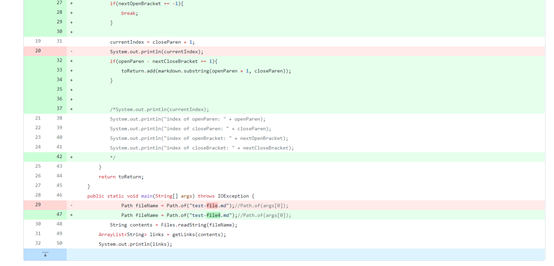 27 + if(nextOpenBracket == -1){
28 + break;
29 + }
30 +
19 31 currentIndex = closeParen + 1;
20 - System.out.println(currentIndex);
32 + if(openParen - nextCloseBracket == 1){
33 + toReturn.add(markdown.substring(openParen + 1, closeParen));
34 + }
35 +
36 +
37 + /*System.out.println(currentIndex);
21 38 System.out.println("index of openParen: " + openParen);
22 39 System.out.println("index of closeParen: " + closeParen);
23 40 System.out.println("index of openBracket: " + nextOpenBracket);
24 41 System.out.println("index of closeBracket: " + nextCloseBracket);
42 + */
25 43 }
26 44 return toReturn;
27 45 }
28 46 public static void main(String[] args) throws IOException {
29 - Path fileName = Path.of("test-file.md");//Path.of(args[0]);
47 + Path fileName = Path.of("test-file4.md");//Path.of(args[0]);
30 48 String contents = Files.readString(fileName);
31 49 ArrayList<String> links = getLinks(contents);
32 50 System.out.println(links);